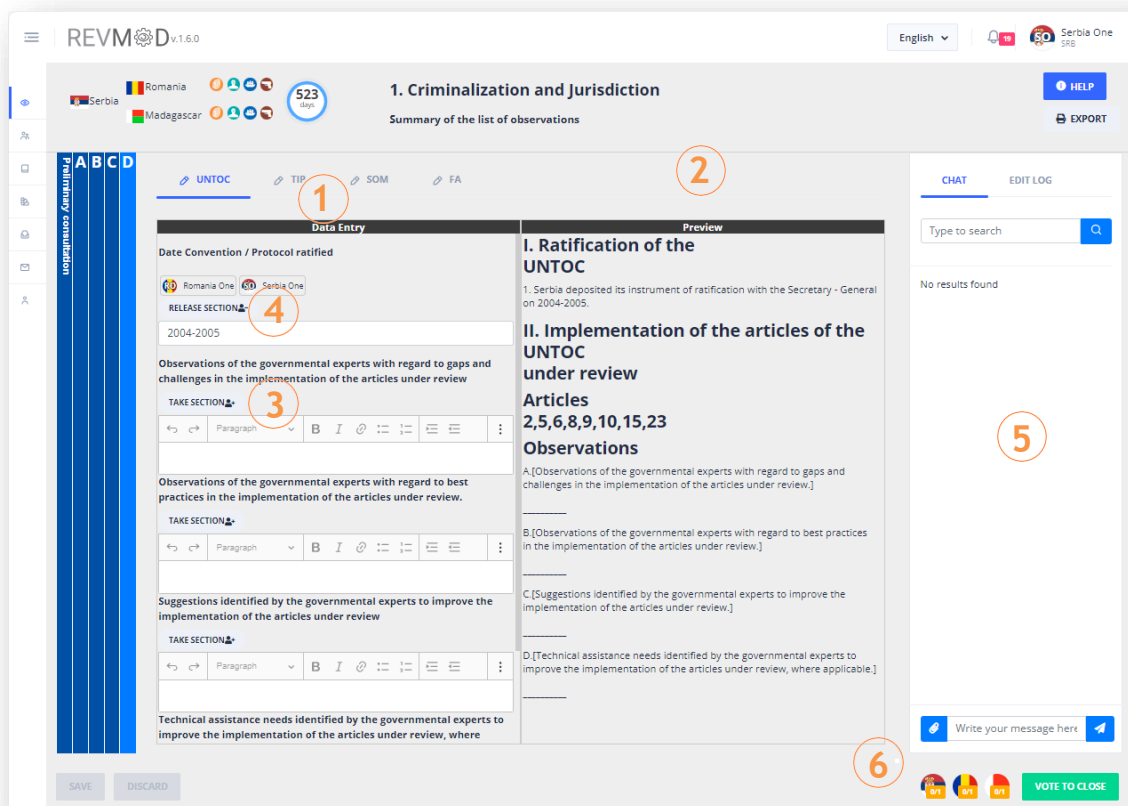 REVMOD v.1.6.0
English
19
SO
Serbia One
SRB
Serbia
Romania
Madagascar
523
days
1. Criminalization and Jurisdiction
Summary of the list of observations
HELP
EXPORT
Preliminary consultation
A B C D
UNTOC
TIP
SOM
FA
1
2
Data Entry
Preview
Date Convention / Protocol ratified
RO Romania One
SO Serbia One
RELEASE SECTION
4
2004-2005
Observations of the governmental experts with regard to gaps and
challenges in the implementation of the articles under review
TAKE SECTION
3
Paragraph
B I
Observations of the governmental experts with regard to best
practices in the implementation of the articles under review.
TAKE SECTION
Paragraph
B I
Suggestions identified by the governmental experts to improve the
implementation of the articles under review
TAKE SECTION
Paragraph
B I
Technical assistance needs identified by the governmental experts to
improve the implementation of the articles under review, where
I. Ratification of the
UNTOC
1. Serbia deposited its instrument of ratification with the Secretary - General
on 2004-2005.
II. Implementation of the articles of the
UNTOC
under review
Articles
2,5,6,8,9,10,15,23
Observations
A.[Observations of the governmental experts with regard to gaps and
challenges in the implementation of the articles under review.]
__________
B.[Observations of the governmental experts with regard to best practices
in the implementation of the articles under review.]
__________
C.[Suggestions identified by the governmental experts to improve the
implementation of the articles under review.]
__________
D.[Technical assistance needs identified by the governmental experts to
improve the implementation of the articles under review, where applicable.]
__________
CHAT
EDIT LOG
Type to search
No results found
5
Write your message here
6
SAVE
DISCARD
0/1
0/1
0/1
VOTE TO CLOSE